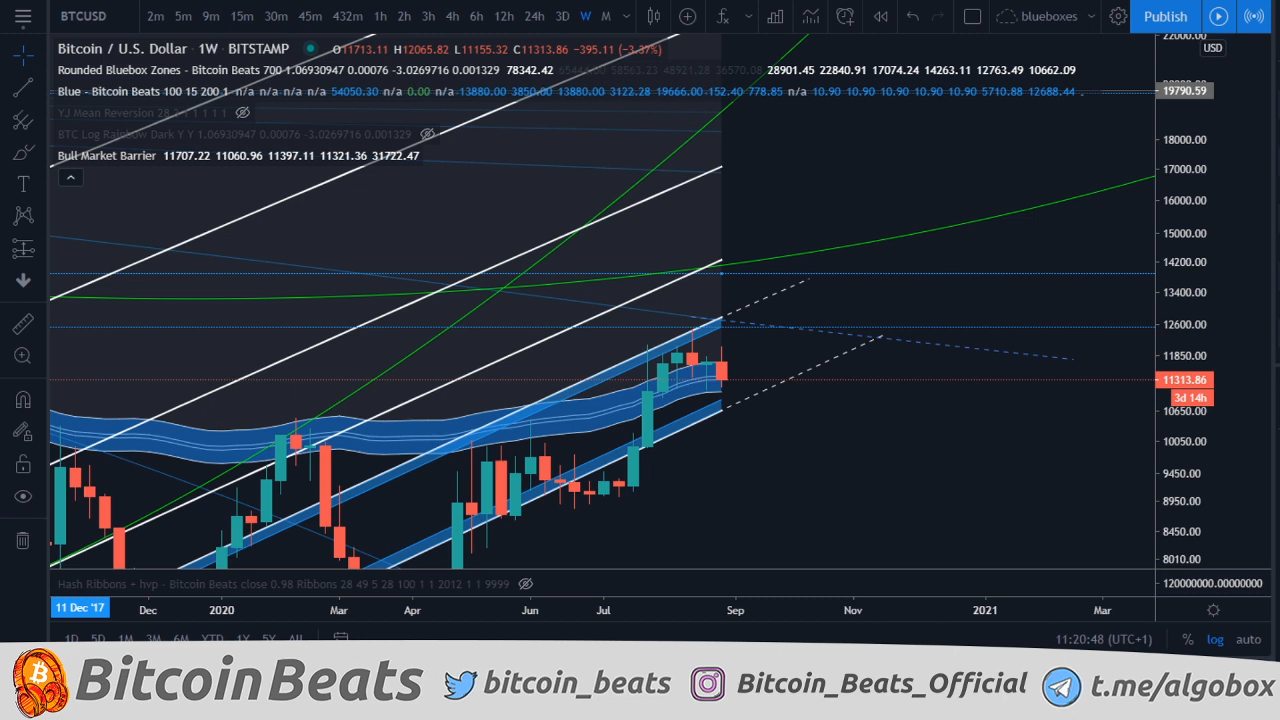 BTCUSD 2m 5m 9m 15m 30m 45m 432m 1h 2h 3h 4h 6h 12h 24h 3D W M fx blueboxes Publish
Bitcoin / U.S. Dollar 1W BITSTAMP O11713.11 H12065.82 L11155.32 C11313.86 −395.11 (−3.37%)
22000.00
USD
Rounded Bluebox Zones - Bitcoin Beats 700 1.06930947 0.00076 -3.0269716 0.001329 78342.42 58563.23 48921.28 36570.08 28901.45 22840.91 17074.24 14263.11 12763.49 10662.09
Blue - Bitcoin Beats 100 15 200 1 n/a n/a n/a n/a 54050.30 n/a 0.00 n/a 13880.00 3850.00 13880.00 3122.28 19666.00 152.40 778.85 n/a 10.90 10.90 10.90 10.90 10.90 5710.88 12688.44
19790.59
YJ Mean Reversion
BTC Log Rainbow Dark Y Y 1.06930947 0.00076 -3.0269716 0.001329
18000.00
Bull Market Barrier 11707.22 11060.96 11397.11 11321.36 31722.47
17000.00
16000.00
15000.00
14200.00
13400.00
12600.00
11850.00
11313.86
3d 14h
10650.00
10050.00
9450.00
8950.00
8450.00
8010.00
Hash Ribbons + hvp - Bitcoin Beats close 0.98 Ribbons 28 49 5 28 100 1 1 2012 1 1 9999
120000000.00000000
11 Dec '17 Dec 2020 Mar Apr Jun Jul Sep Nov 2021 Mar
1D 5D 1M 3M 6M YTD 1Y 5Y All 11:20:48 (UTC+1) % log auto
Bitcoin Beats bitcoin_beats Bitcoin_Beats_Official t.me/algobox